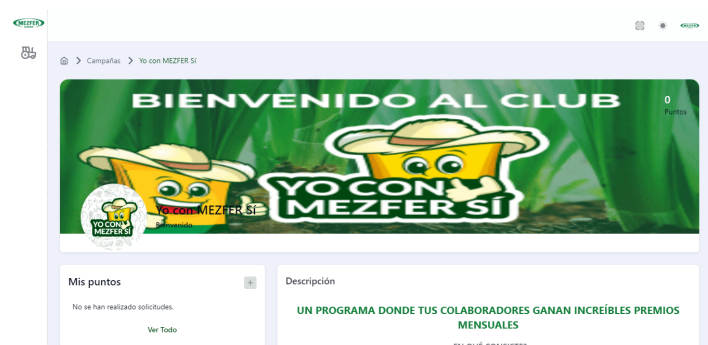 MEZFER
MEZFER
Campañas
Yo con MEZFER Sí
BIENVENIDO AL CLUB
0
Puntos
YO CON
MEZFER SÍ
YO CON
MEZFER SÍ
Yo con MEZFER Sí
Bienvenido
Mis puntos
+
No se han realizado solicitudes.
Ver Todo
Descripción
UN PROGRAMA DONDE TUS COLABORADORES GANAN INCREÍBLES PREMIOS
MENSUALES